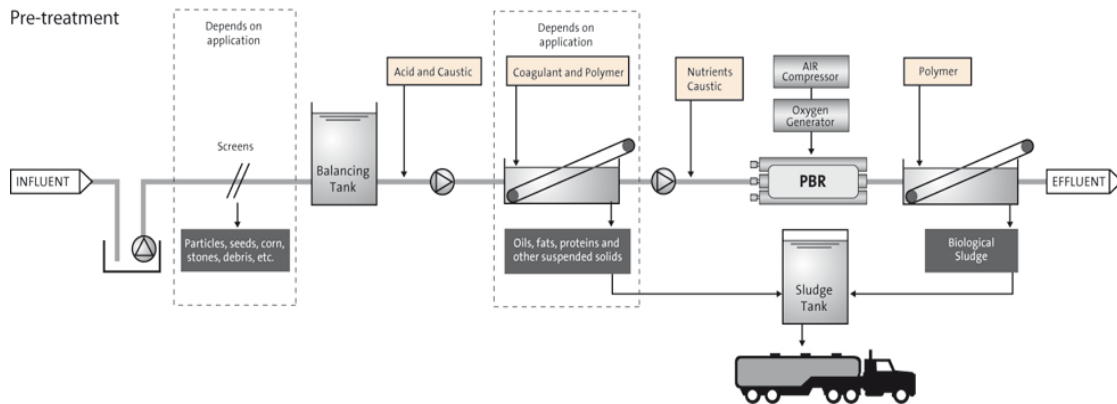 Pre-treatment
Depends on
application
Depends on
application
Acid and Caustic
Coagulant and Polymer
Nutrients
Caustic
AIR
Compressor
Oxygen
Generator
Polymer
Screens
INFLUENT
Balancing
Tank
PBR
EFFLUENT
Particles, seeds, corn,
stones, debris, etc.
Oils, fats, proteins and
other suspended solids
Biological
Sludge
Sludge
Tank